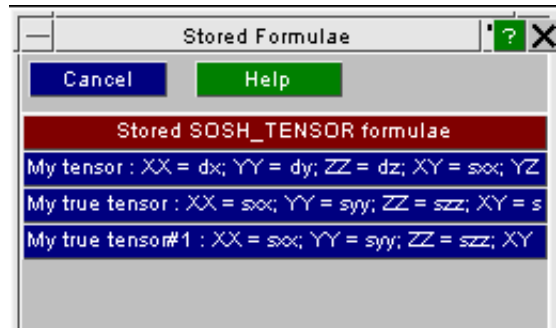 Stored Formulae ?
Cancel Help
Stored SOSH_TENSOR formulae
My tensor : XX = dx; YY = dy; ZZ = dz; XY = sxx; YZ
My true tensor : XX = sxx; YY = syy; ZZ = szz; XY = s
My true tensor#1 : XX = sxx; YY = syy; ZZ = szz; XY